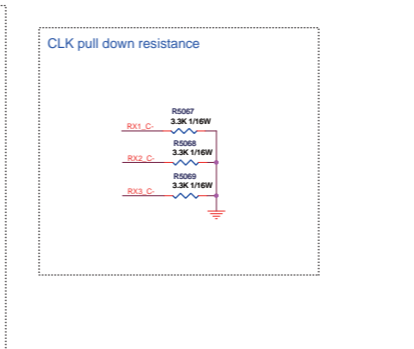 CLK pull down resistance
R5067
3.3K 1/16W
RX1_C-
R5068
3.3K 1/16W
RX2_C-
R5069
3.3K 1/16W
RX3_C-